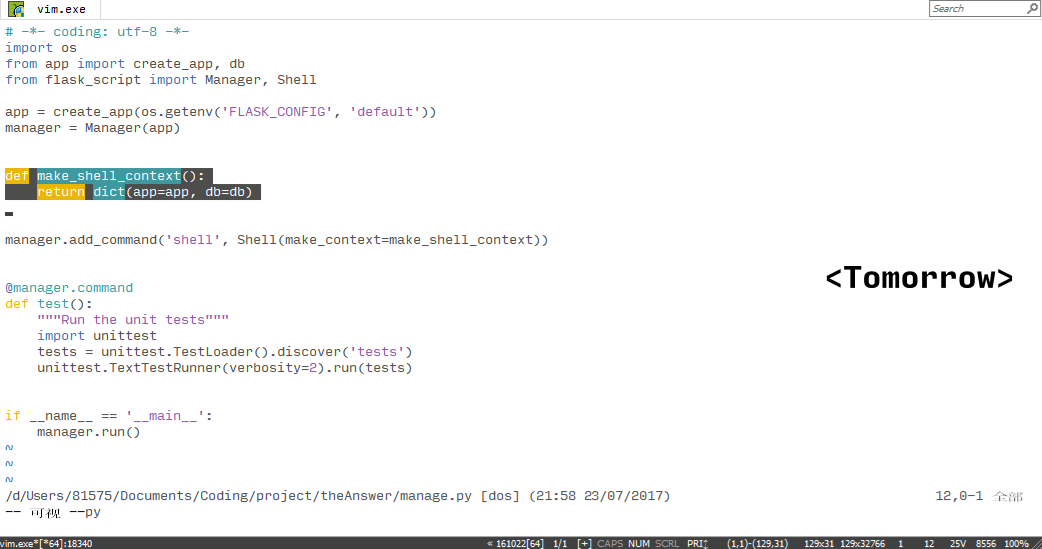 vim.exe
Search
# -*- coding: utf-8 -*-
import os
from app import create_app, db
from flask_script import Manager, Shell
app = create_app(os.getenv('FLASK_CONFIG', 'default'))
manager = Manager(app)
def make_shell_context():
    return dict(app=app, db=db)
manager.add_command('shell', Shell(make_context=make_shell_context))
<Tomorrow>
@manager.command
def test():
    """Run the unit tests"""
    import unittest
    tests = unittest.TestLoader().discover('tests')
    unittest.TextTestRunner(verbosity=2).run(tests)
if __name__ == '__main__':
    manager.run()
~
~
~
/d/Users/81575/Documents/Coding/project/theAnswer/manage.py [dos] (21:58 23/07/2017) 12,0-1 全部
-- 可视 --py
vim.exe*[*64]:18340 « 161022[64] 1/1 [+] CAPS NUM SCRL PRI↕ (1,1)-(129,31) 129x31 129x32766 1 12 25V 8556 100%